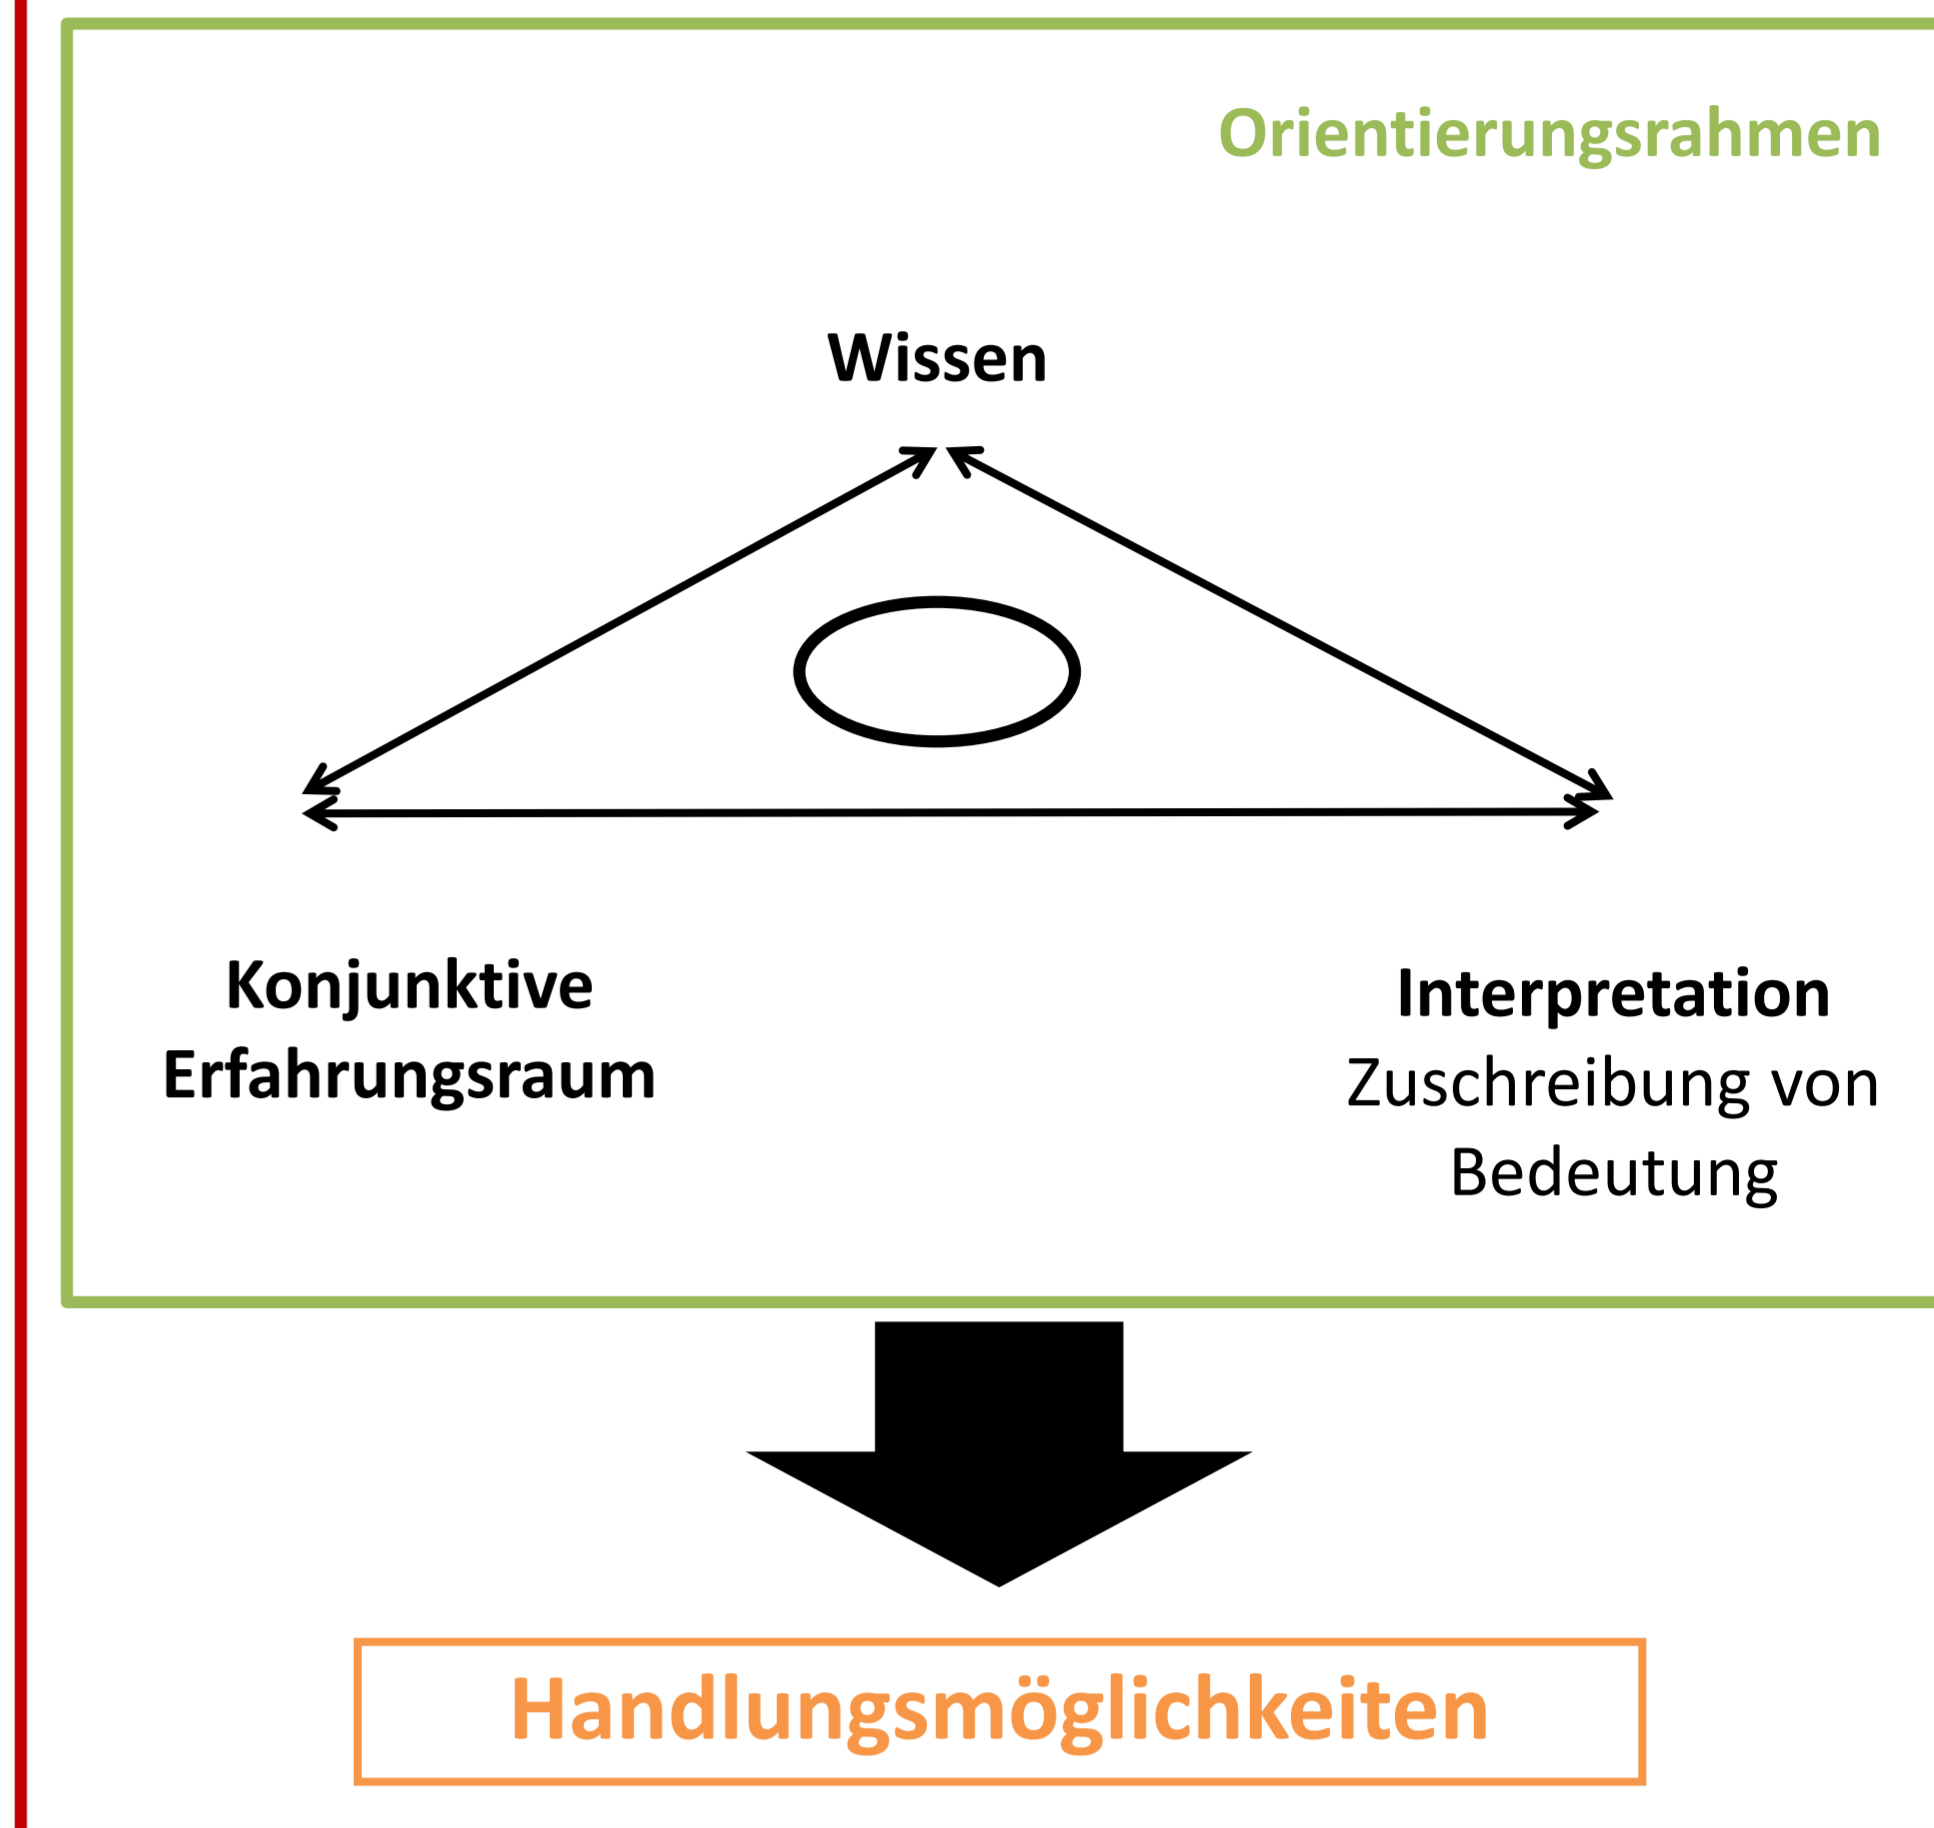 Orientierungsrahmen
Wissen
Konjunktive
Erfahrungsraum
Interpretation
Zuschreibung von
Bedeutung
Handlungsmöglichkeiten